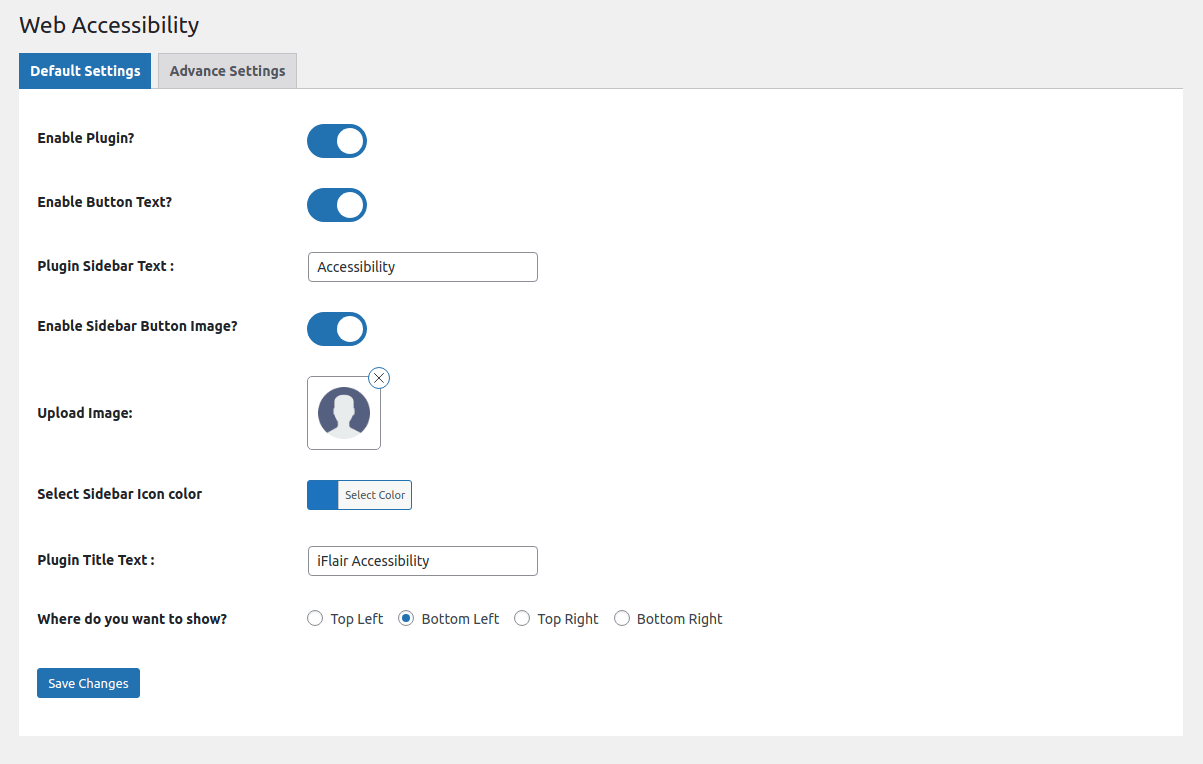 Web Accessibility
Default Settings Advance Settings
Enable Plugin?
Enable Button Text?
Plugin Sidebar Text : Accessibility
Enable Sidebar Button Image?
Upload Image:
Select Sidebar Icon color Select Color
Plugin Title Text : iFlair Accessibility
Where do you want to show? Top Left Bottom Left Top Right Bottom Right
Save Changes